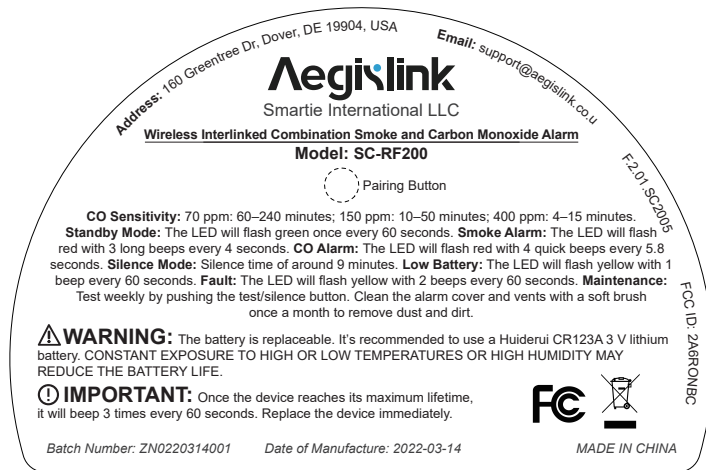 Address: 160 Greentree Dr, Dover, DE 19904, USA
Email: support@aegislink.co.u
Aegislink
Smartie International LLC
Wireless Interlinked Combination Smoke and Carbon Monoxide Alarm
Model: SC-RF200
Pairing Button
F.2.01.SC2005
CO Sensitivity: 70 ppm: 60–240 minutes; 150 ppm: 10–50 minutes; 400 ppm: 4–15 minutes.
Standby Mode: The LED will flash green once every 60 seconds. Smoke Alarm: The LED will flash
red with 3 long beeps every 4 seconds. CO Alarm: The LED will flash red with 4 quick beeps every 5.8
seconds. Silence Mode: Silence time of around 9 minutes. Low Battery: The LED will flash yellow with 1
beep every 60 seconds. Fault: The LED will flash yellow with 2 beeps every 60 seconds. Maintenance:
Test weekly by pushing the test/silence button. Clean the alarm cover and vents with a soft brush
once a month to remove dust and dirt.
FCC ID: 2A6RONBC
WARNING: The battery is replaceable. It’s recommended to use a Huiderui CR123A 3 V lithium
battery. CONSTANT EXPOSURE TO HIGH OR LOW TEMPERATURES OR HIGH HUMIDITY MAY
REDUCE THE BATTERY LIFE.
IMPORTANT: Once the device reaches its maximum lifetime,
it will beep 3 times every 60 seconds. Replace the device immediately.
FC
Batch Number: ZN0220314001 Date of Manufacture: 2022-03-14 MADE IN CHINA